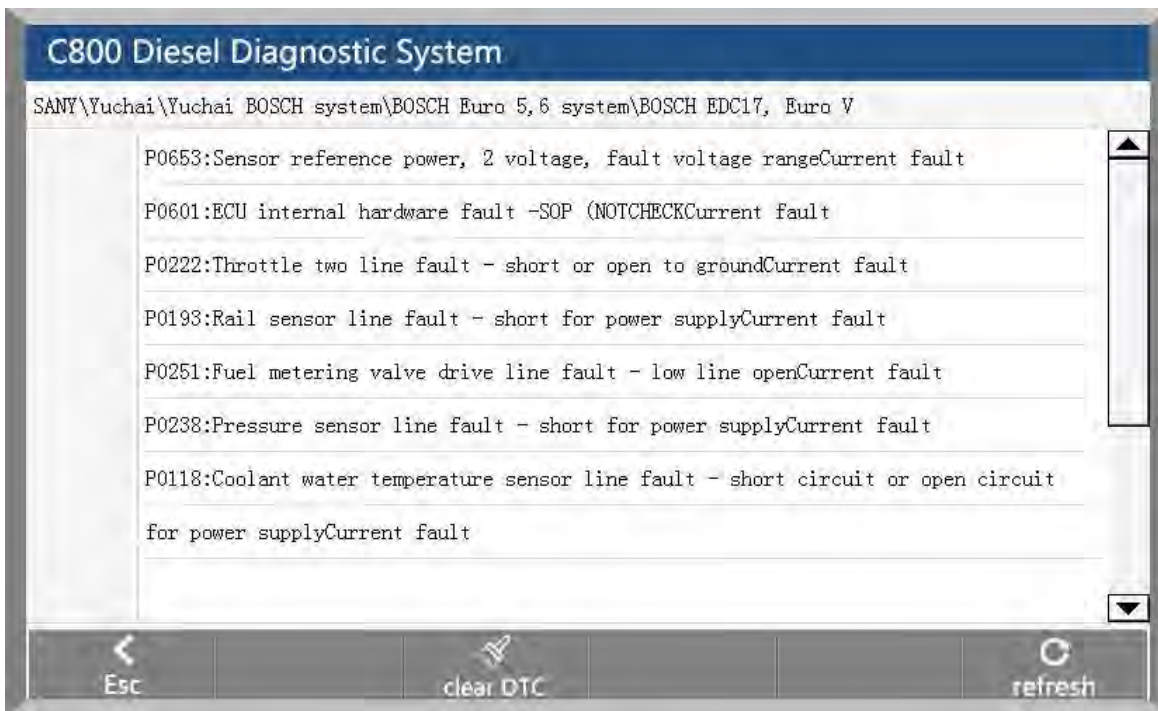 C800 Diesel Diagnostic System
SANY\Yuchai\Yuchai BOSCH system\BOSCH Euro 5,6 system\BOSCH EDC17, Euro V
P0653:Sensor reference power, 2 voltage, fault voltage rangeCurrent fault
P0601:ECU internal hardware fault -SOP (NOTCHECKCurrent fault
P0222:Throttle two line fault - short or open to groundCurrent fault
P0193:Rail sensor line fault - short for power supplyCurrent fault
P0251:Fuel metering valve drive line fault - low line openCurrent fault
P0238:Pressure sensor line fault - short for power supplyCurrent fault
P0118:Coolant water temperature sensor line fault - short circuit or open circuit
for power supplyCurrent fault
Esc clear DTC refresh